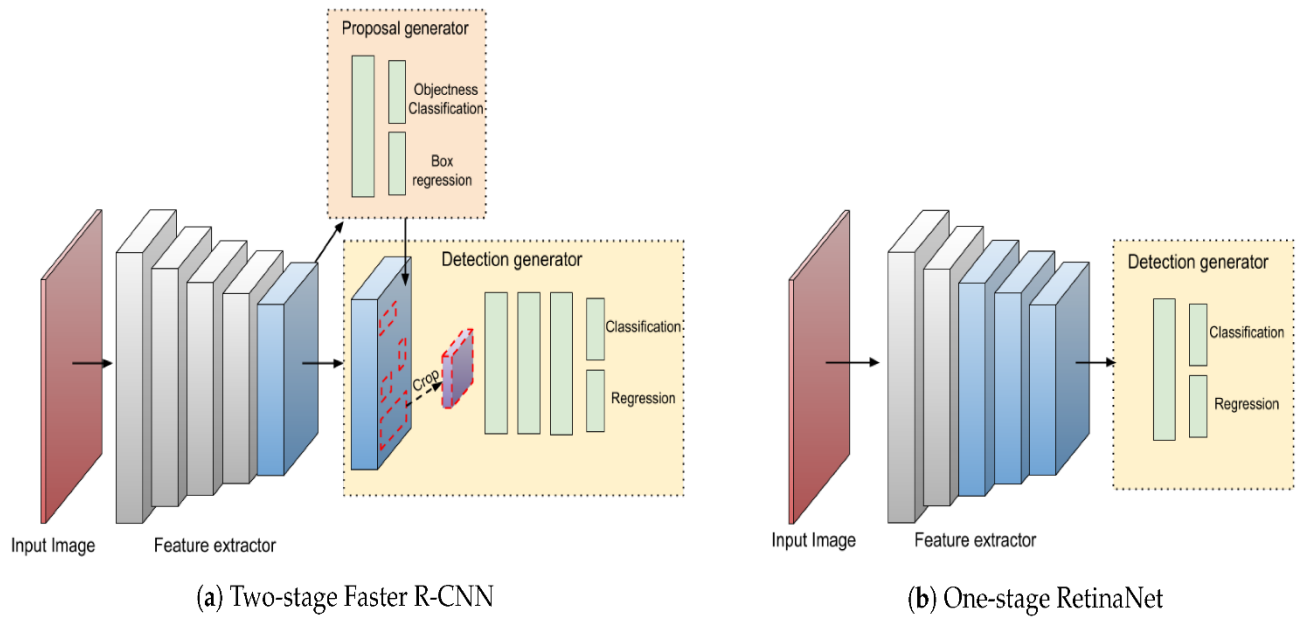 Proposal generator
Objectness
Classification
Box
regression
Detection generator
Crop
Classification
Regression
Input Image
Feature extractor
(a) Two-stage Faster R-CNN
Detection generator
Classification
Regression
Input Image
Feature extractor
(b) One-stage RetinaNet